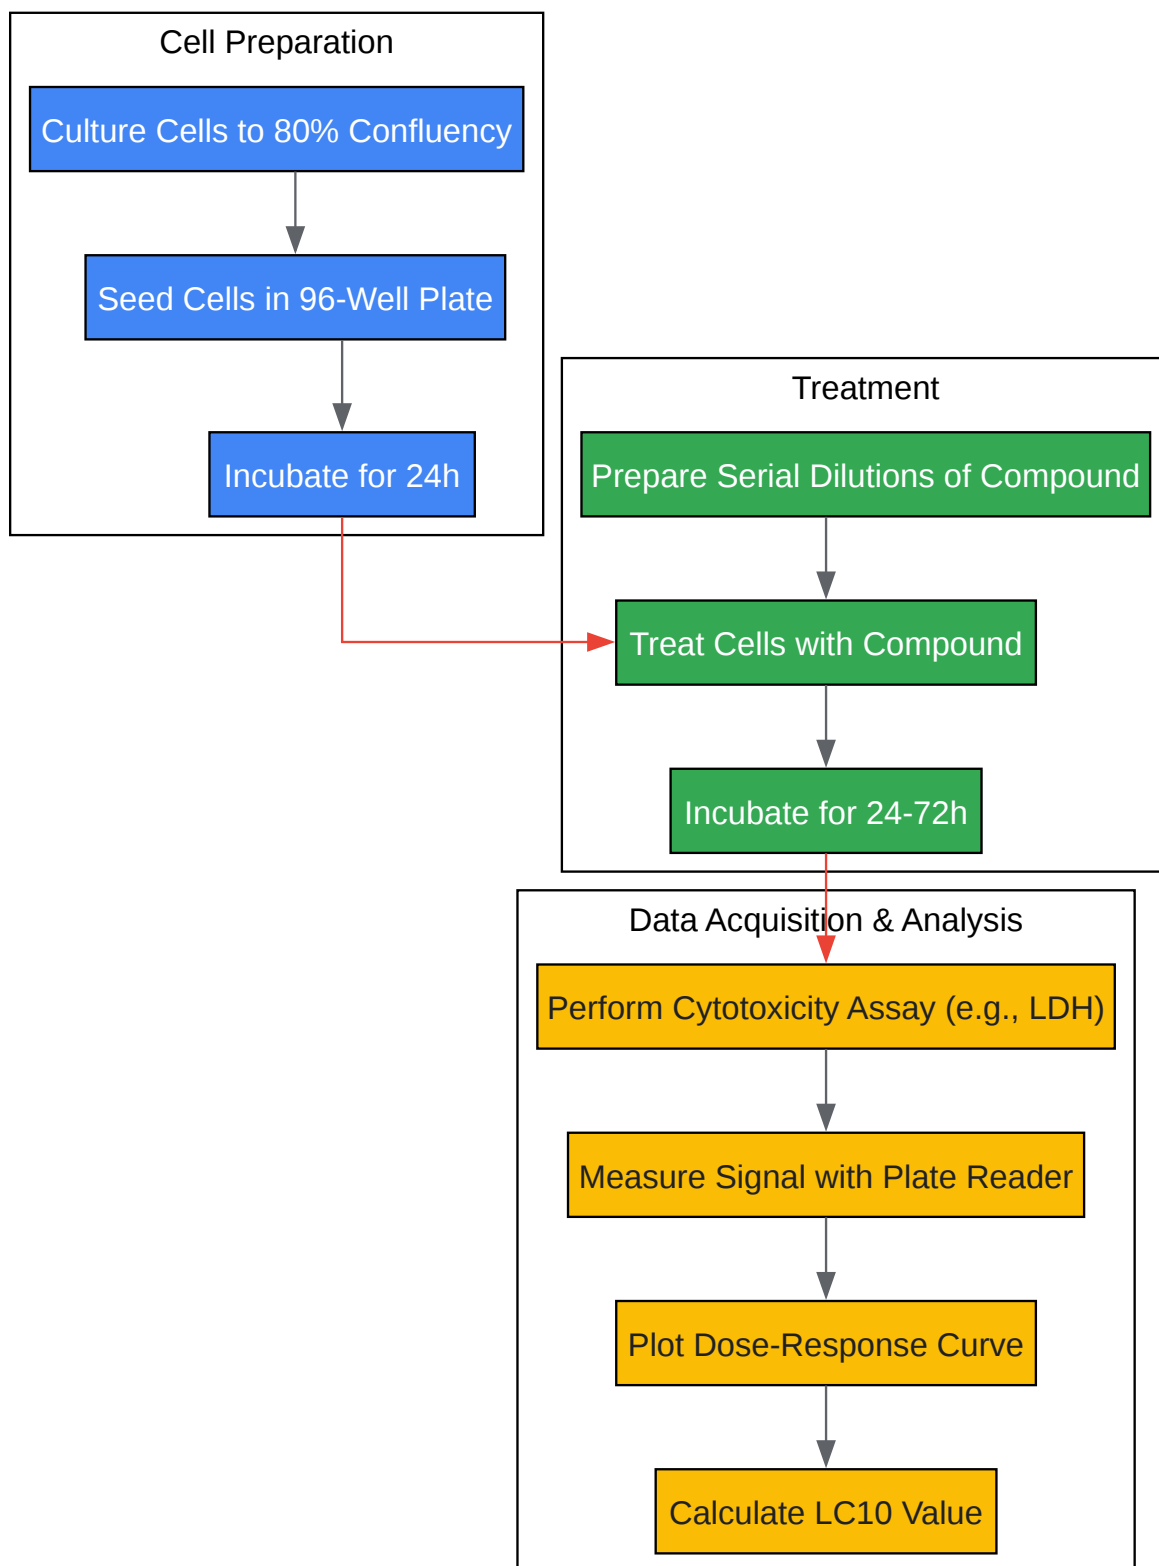 Cell Preparation
Culture Cells to 80% Confluency
Seed Cells in 96-Well Plate
Incubate for 24h
Treatment
Prepare Serial Dilutions of Compound
Treat Cells with Compound
Incubate for 24-72h
Data Acquisition & Analysis
Perform Cytotoxicity Assay (e.g., LDH)
Measure Signal with Plate Reader
Plot Dose-Response Curve
Calculate LC10 Value